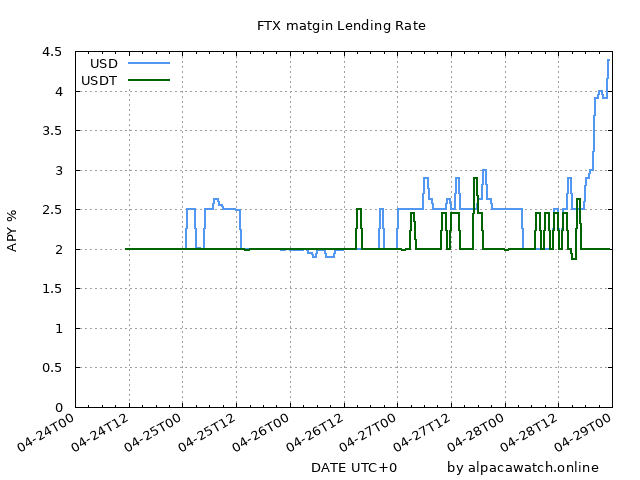 FTX matgin Lending Rate
USD
USDT
4.5
4
3.5
3
2.5
2
1.5
1
0.5
0
APY %
04-24T00
04-24T12
04-25T00
04-25T12
04-26T00
04-26T12
04-27T00
04-27T12
04-28T00
04-28T12
04-29T00
DATE UTC+0
by alpacawatch.online